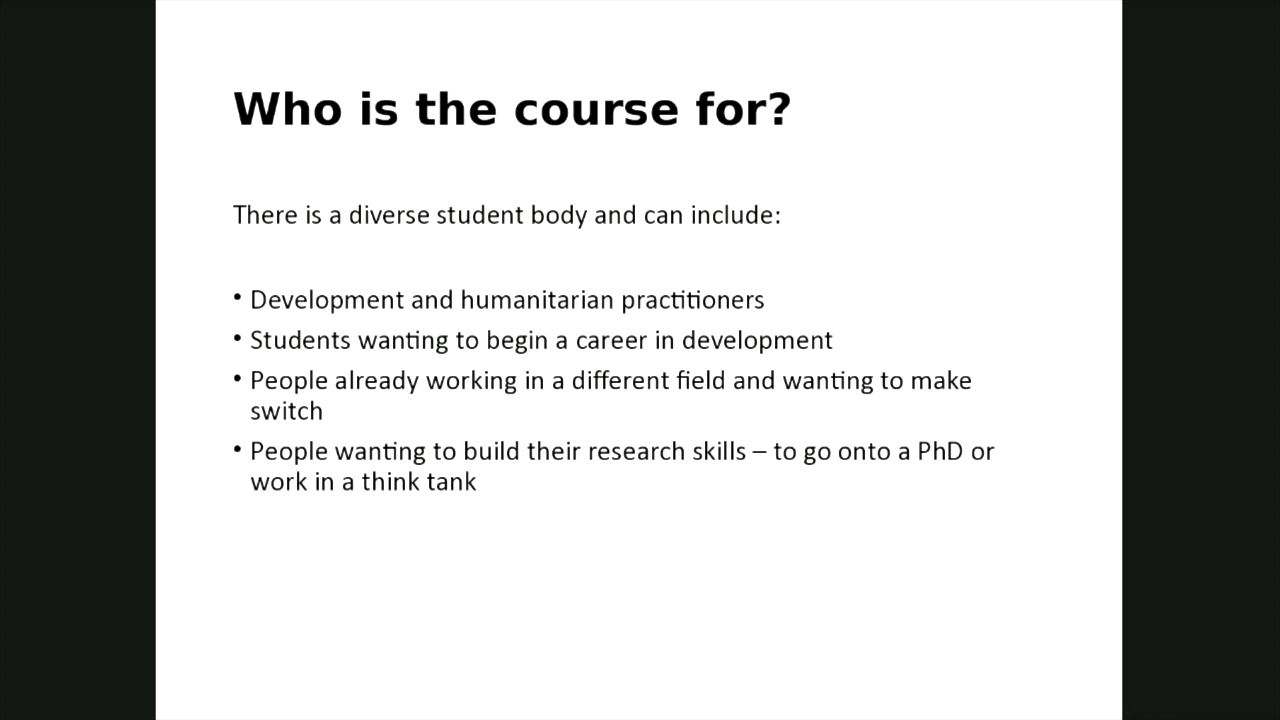 Who is the course for?
There is a diverse student body and can include:
• Development and humanitarian practitioners
• Students wanting to begin a career in development
• People already working in a different field and wanting to make
switch
• People wanting to build their research skills – to go onto a PhD or
work in a think tank